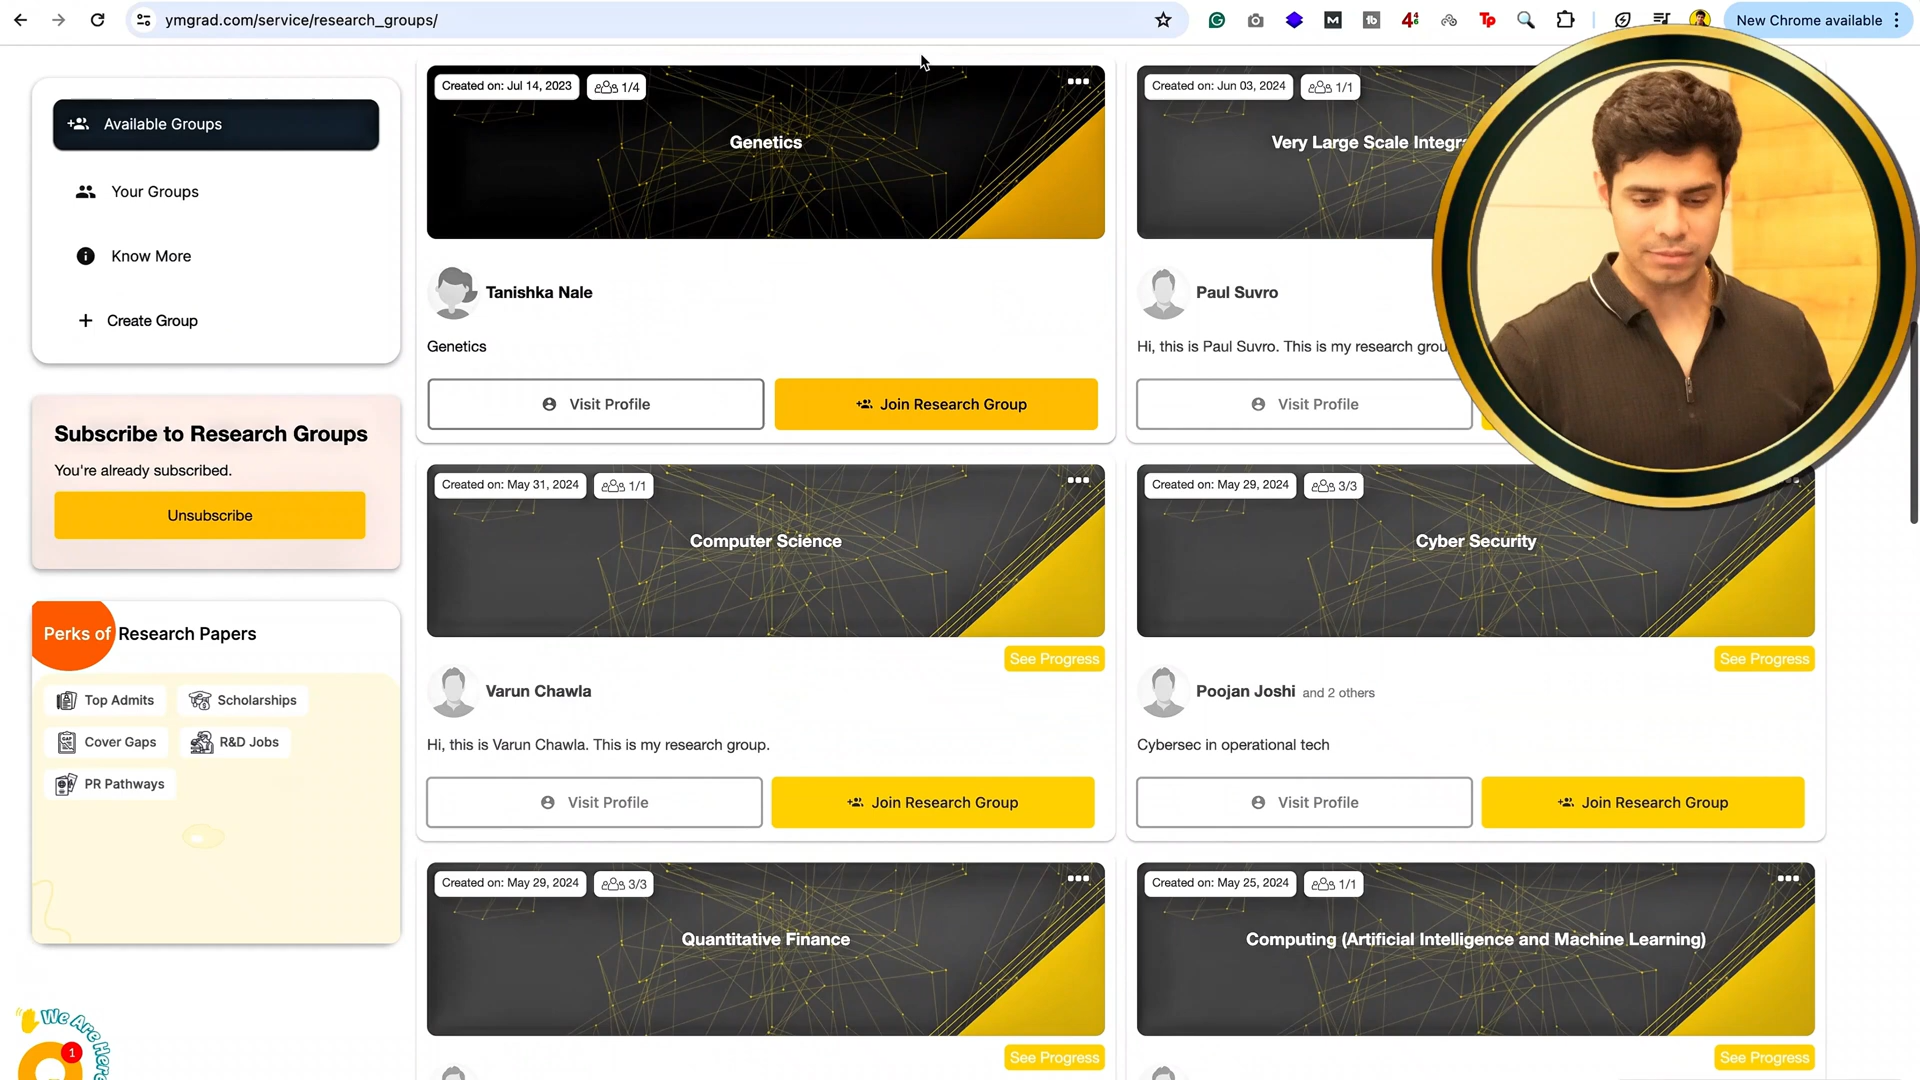 ymgrad.com/service/research_groups/
New Chrome available
Available Groups
Your Groups
Know More
Create Group
Subscribe to Research Groups
You're already subscribed.
Unsubscribe
Perks of Research Papers
Top Admits
Scholarships
Cover Gaps
R&D Jobs
PR Pathways
We Are Here
1
Created on: Jul 14, 2023
1/4
Genetics
Tanishka Nale
Genetics
Visit Profile
Join Research Group
Created on: Jun 03, 2024
1/1
Very Large Scale Integra
Paul Suvro
Hi, this is Paul Suvro. This is my research grou
Visit Profile
Created on: May 31, 2024
1/1
Computer Science
See Progress
Varun Chawla
Hi, this is Varun Chawla. This is my research group.
Visit Profile
Join Research Group
Created on: May 29, 2024
3/3
Cyber Security
See Progress
Poojan Joshi and 2 others
Cybersec in operational tech
Visit Profile
Join Research Group
Created on: May 29, 2024
3/3
Quantitative Finance
See Progress
Created on: May 25, 2024
1/1
Computing (Artificial Intelligence and Machine Learning)
See Progress